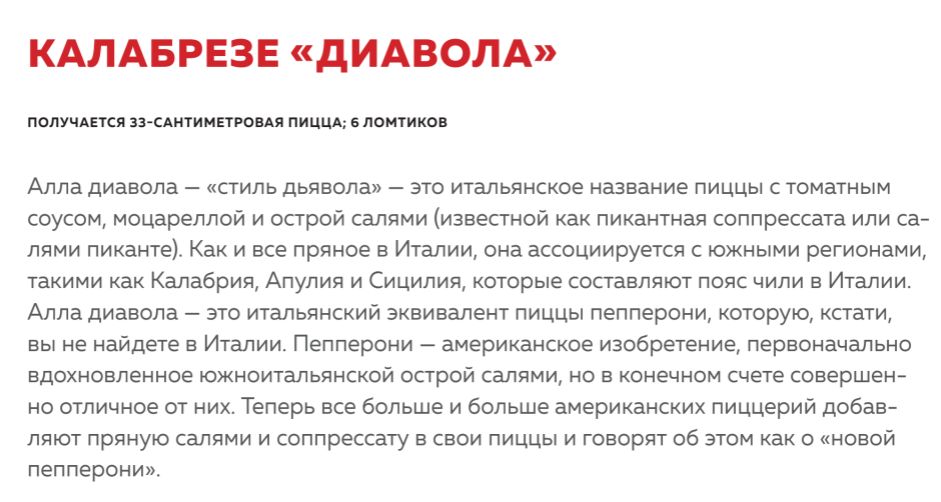 КАЛАБРЕЗЕ «ДИАВОЛА»
ПОЛУЧАЕТСЯ 33-САНТИМЕТРОВАЯ ПИЦЦА; 6 ЛОМТИКОВ
Алла диавола — «стиль дьявола» — это итальянское название пиццы с томатным
соусом, моцареллой и острой салями (известной как пикантная соппрессата или са-
лями пиканте). Как и все пряное в Италии, она ассоциируется с южными регионами,
такими как Калабрия, Апулия и Сицилия, которые составляют пояс чили в Италии.
Алла диавола — это итальянский эквивалент пиццы пепперони, которую, кстати,
вы не найдете в Италии. Пепперони — американское изобретение, первоначально
вдохновленное южноитальянской острой салями, но в конечном счете совершен-
но отличное от них. Теперь все больше и больше американских пиццерий добав-
ляют пряную салями и соппрессату в свои пиццы и говорят об этом как о «новой
пепперони».